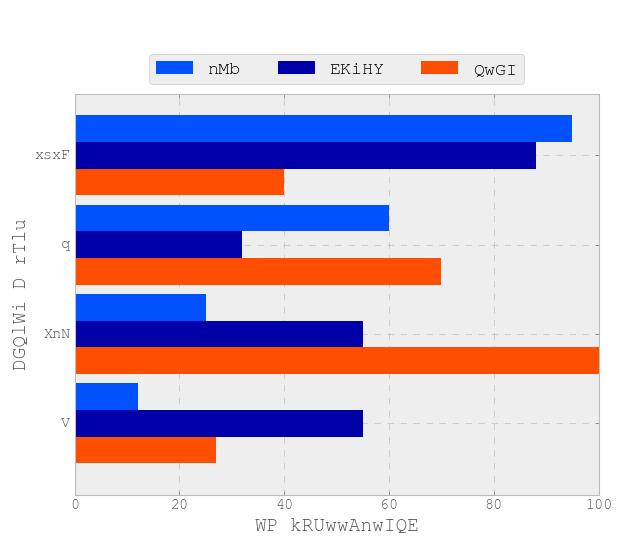 nMb EKiHY QwGI
xsxF
q
XnN
V
DGQlWi D rTlu
0 20 40 60 80 100
WP kRUwwAnwIQE